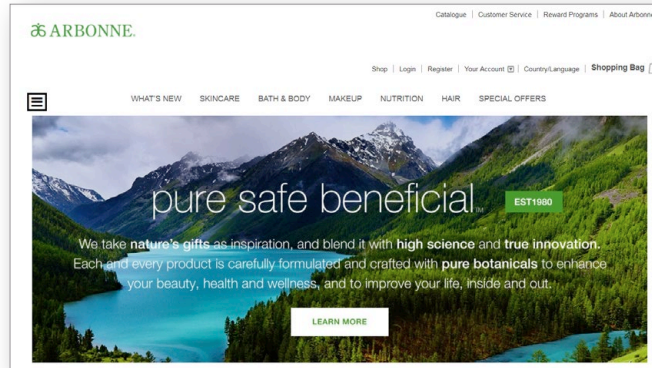 Catalogue | Customer Service | Reward Programs | About Arbonne
ARBONNE.
Shop | Login | Register | Your Account | Country/Language | Shopping Bag
WHAT'S NEW SKINCARE BATH & BODY MAKEUP NUTRITION HAIR SPECIAL OFFERS
pure safe beneficial™ EST1980
We take nature's gifts as inspiration, and blend it with high science and true innovation.
Each and every product is carefully formulated and crafted with pure botanicals to enhance
your beauty, health and wellness, and to improve your life, inside and out.
LEARN MORE